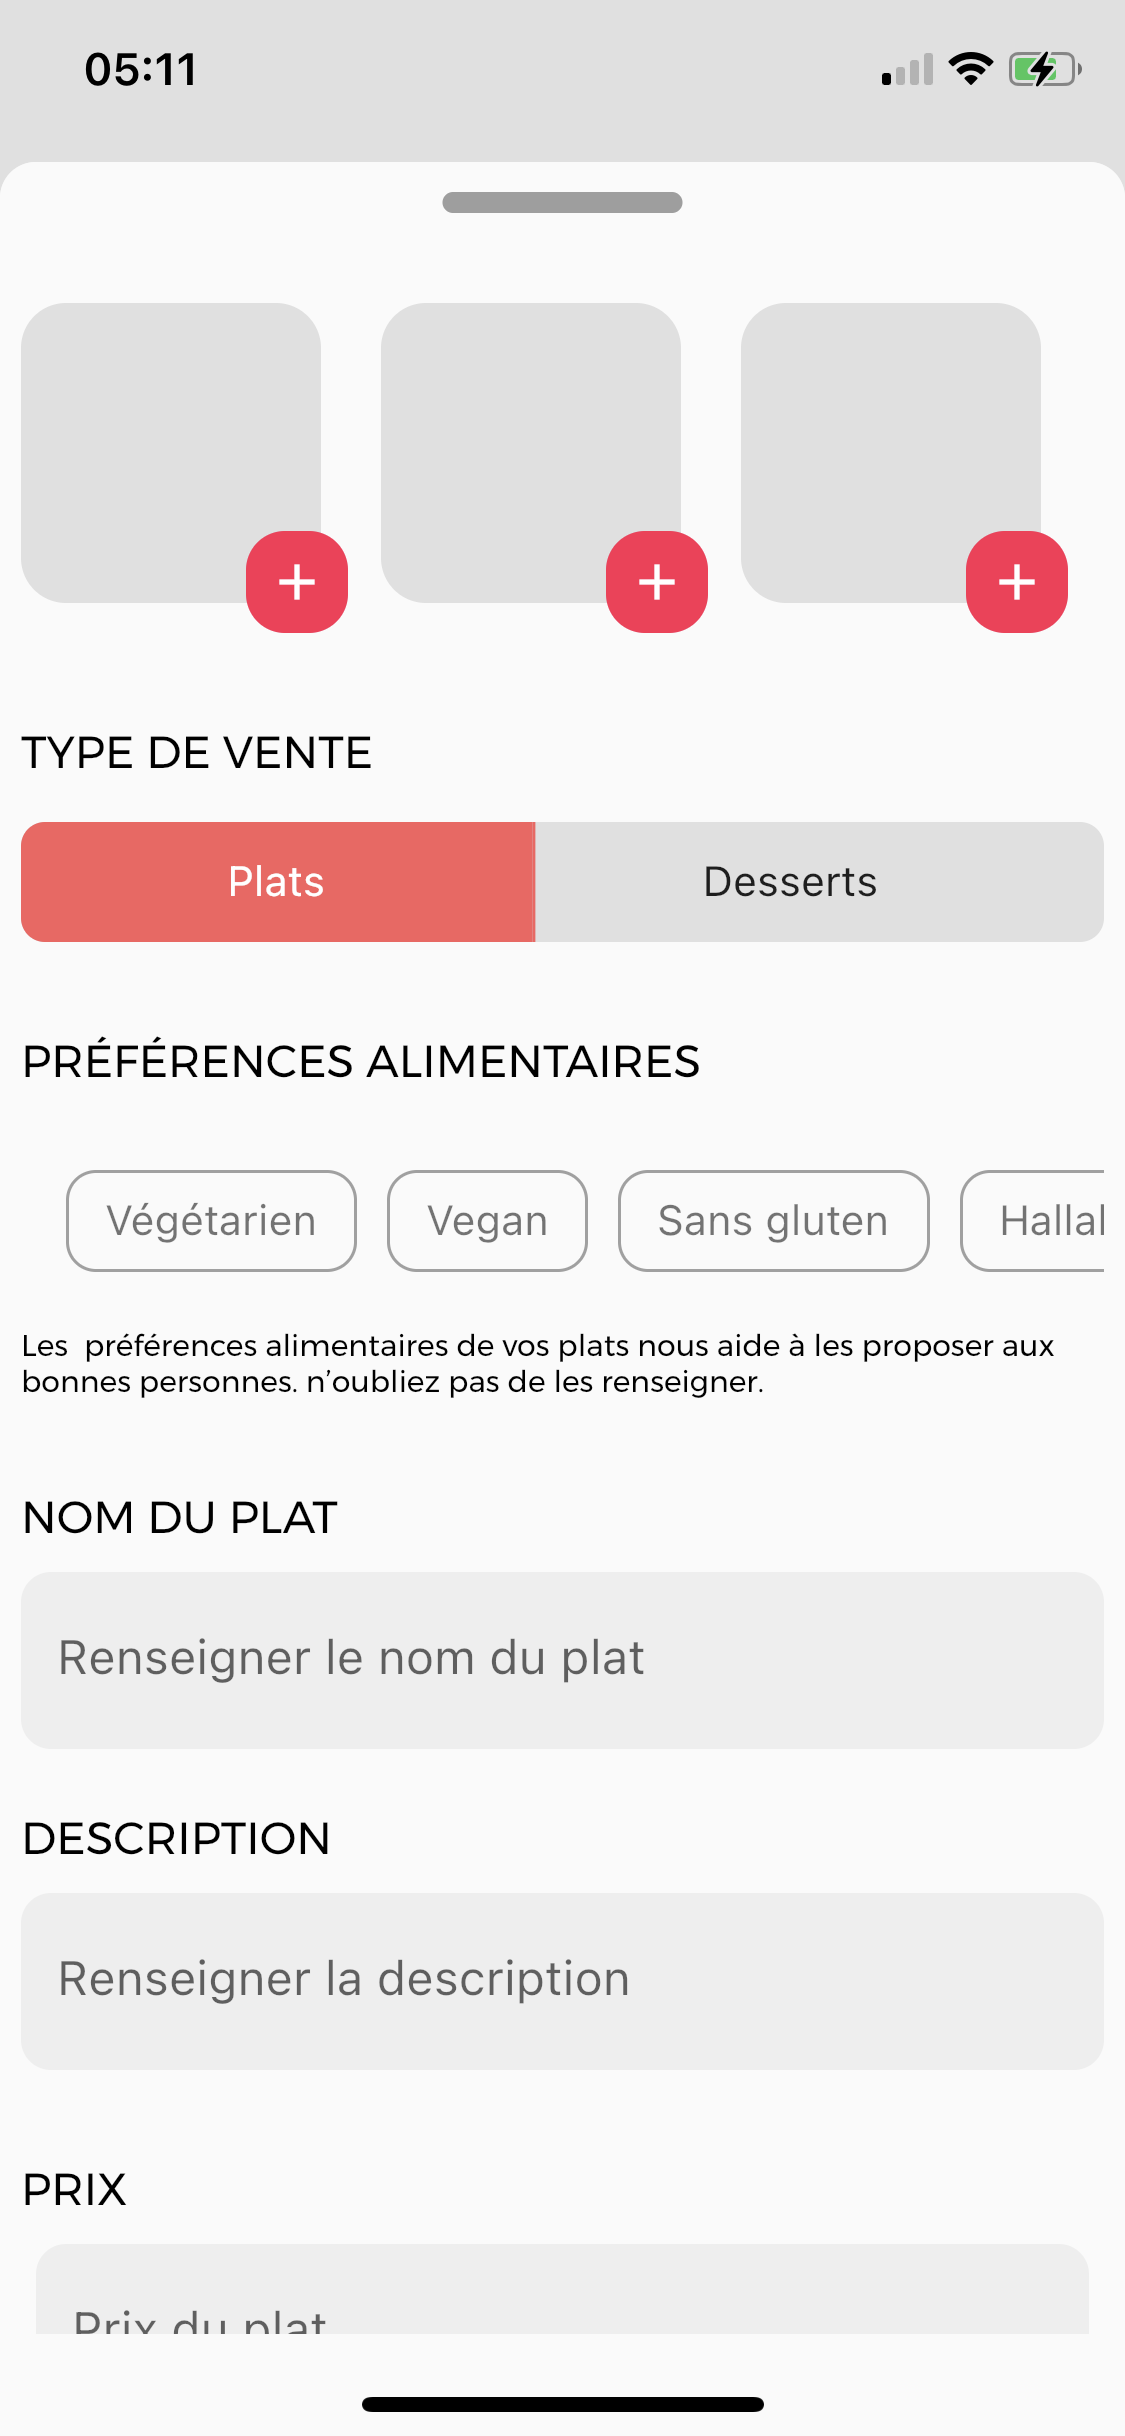 05:11
TYPE DE VENTE
Plats
Desserts
PRÉFÉRENCES ALIMENTAIRES
Végétarien
Vegan
Sans gluten
Hallal
Les  préférences alimentaires de vos plats nous aide à les proposer aux
bonnes personnes. n’oubliez pas de les renseigner.
NOM DU PLAT
Renseigner le nom du plat
DESCRIPTION
Renseigner la description
PRIX
Prix du plat